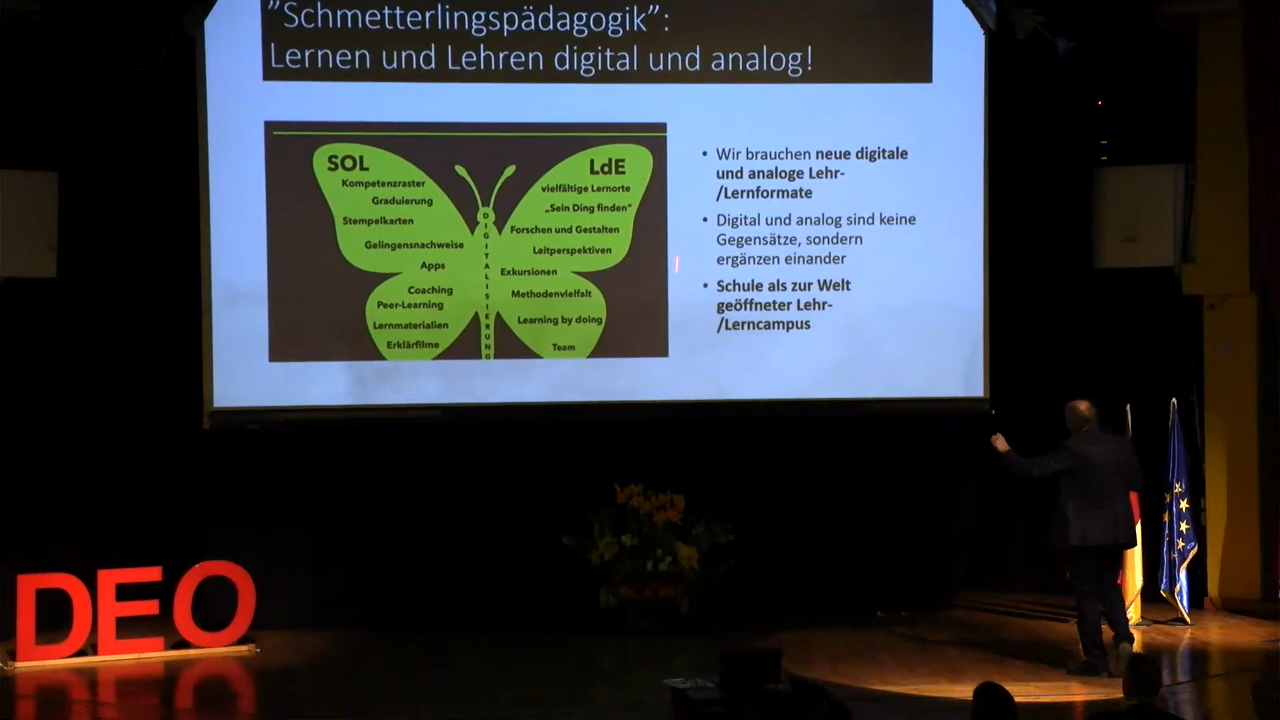 ”Schmetterlingspädagogik”:
Lernen und Lehren digital und analog!
SOL
Kompetenzraster
Graduierung
Stempelkarten
Gelingensnachweise
Apps
Coaching
Peer-Learning
Lernmaterialien
Erklärfilme
DIGITALISIERUNG
LdE
vielfältige Lernorte
„Sein Ding finden“
Forschen und Gestalten
Leitperspektiven
Exkursionen
Methodenvielfalt
Learning by doing
Team
• Wir brauchen neue digitale
und analoge Lehr-
/Lernformate
• Digital und analog sind keine
Gegensätze, sondern
ergänzen einander
• Schule als zur Welt
geöffneter Lehr-
/Lerncampus
DEO